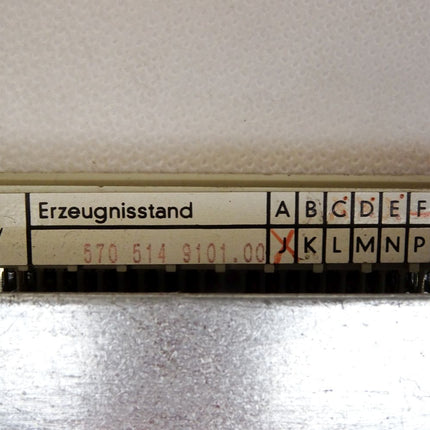 Erzeugnisstand A B C D E F
570 514 9101.00 J K L M N P